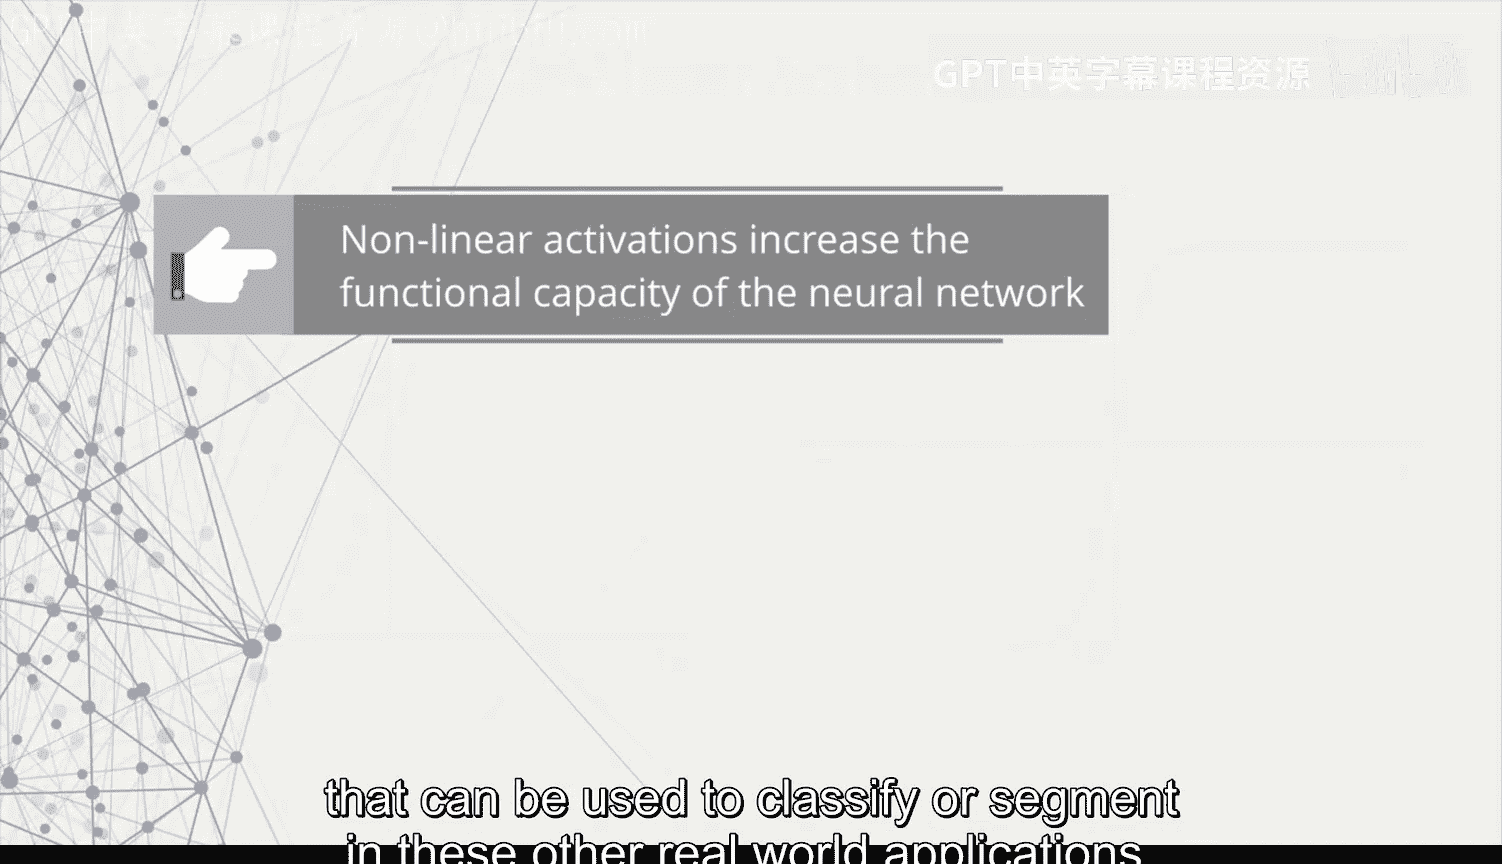 GPT中英字幕课程资源
Non-linear activations increase the
functional capacity of the neural network
that can be used to classify or segment
in these other real world applications